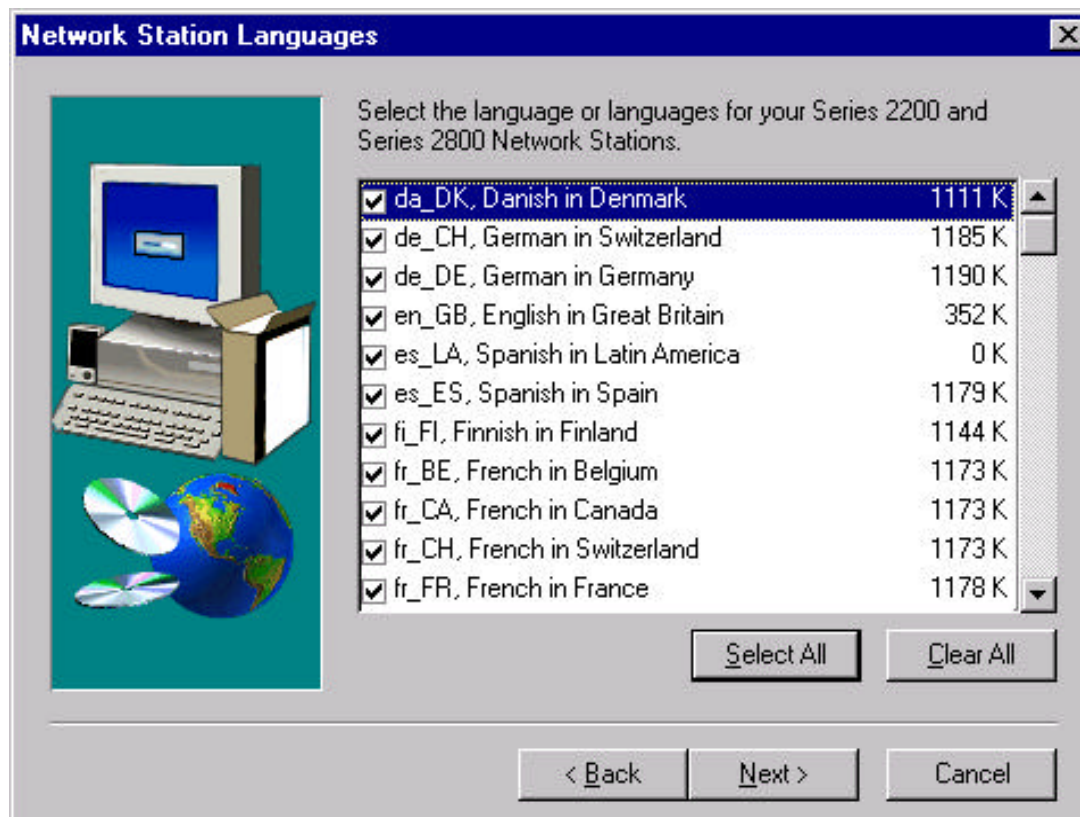 Network Station Languages
Select the language or languages for your Series 2200 and
Series 2800 Network Stations.
da_DK, Danish in Denmark 1111 K
de_CH, German in Switzerland 1185 K
de_DE, German in Germany 1190 K
en_GB, English in Great Britain 352 K
es_LA, Spanish in Latin America 0 K
es_ES, Spanish in Spain 1179 K
fi_FI, Finnish in Finland 1144 K
fr_BE, French in Belgium 1173 K
fr_CA, French in Canada 1173 K
fr_CH, French in Switzerland 1173 K
fr_FR, French in France 1178 K
Select All Clear All
< Back Next > Cancel